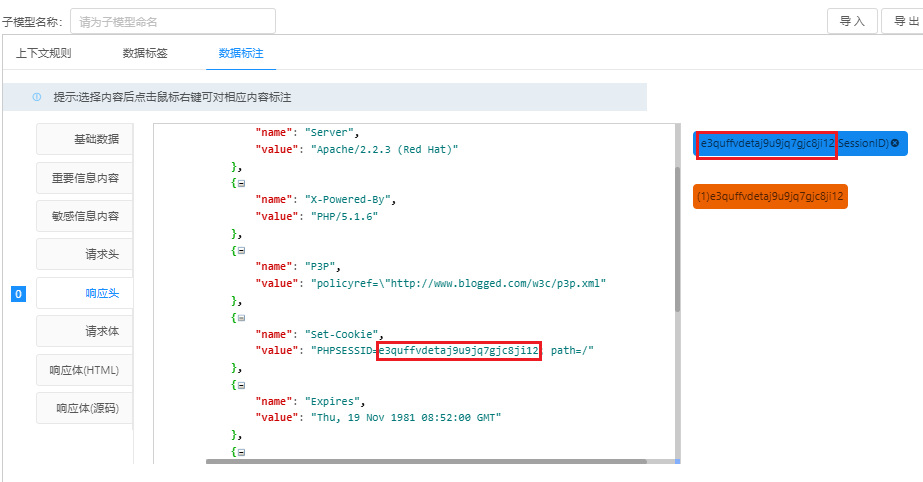 子模型名称： 请为子模型命名 导 入 导 出
上下文规则 数据标签 数据标注
提示:选择内容后点击鼠标右键可对相应内容标注
基础数据
重要信息内容
敏感信息内容
请求头
0 响应头
请求体
响应体(HTML)
响应体(源码)
"name": "Server",
"value": "Apache/2.2.3 (Red Hat)"
},
{
"name": "X-Powered-By",
"value": "PHP/5.1.6"
},
{
"name": "P3P",
"value": "policyref=\"http://www.blogged.com/w3c/p3p.xml"
},
{
"name": "Set-Cookie",
"value": "PHPSESSID=e3quffvdetaj9u9jq7gjc8ji12; path=/"
},
{
"name": "Expires",
"value": "Thu, 19 Nov 1981 08:52:00 GMT"
},
{
e3quffvdetaj9u9jq7gjc8ji12(SessionID)
(1)e3quffvdetaj9u9jq7gjc8ji12